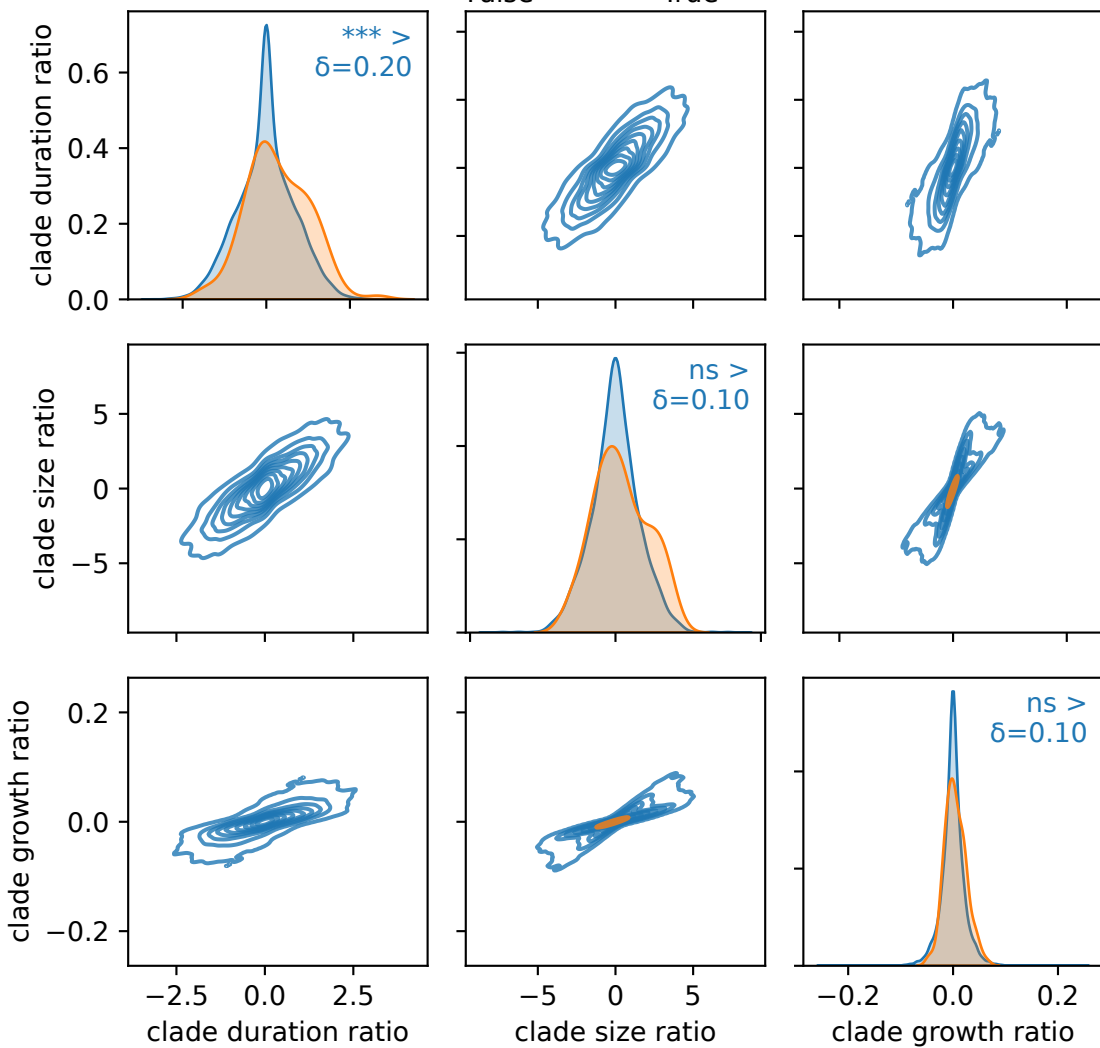 True
clade duration ratio
0.6
0.4
0.2
0.0
*** >
δ=0.20
clade size ratio
5
0
−5
ns >
δ=0.10
clade growth ratio
0.2
0.0
−0.2
ns >
δ=0.10
−2.5 0.0 2.5
−5 0 5
−0.2 0.0 0.2
clade duration ratio
clade size ratio
clade growth ratio